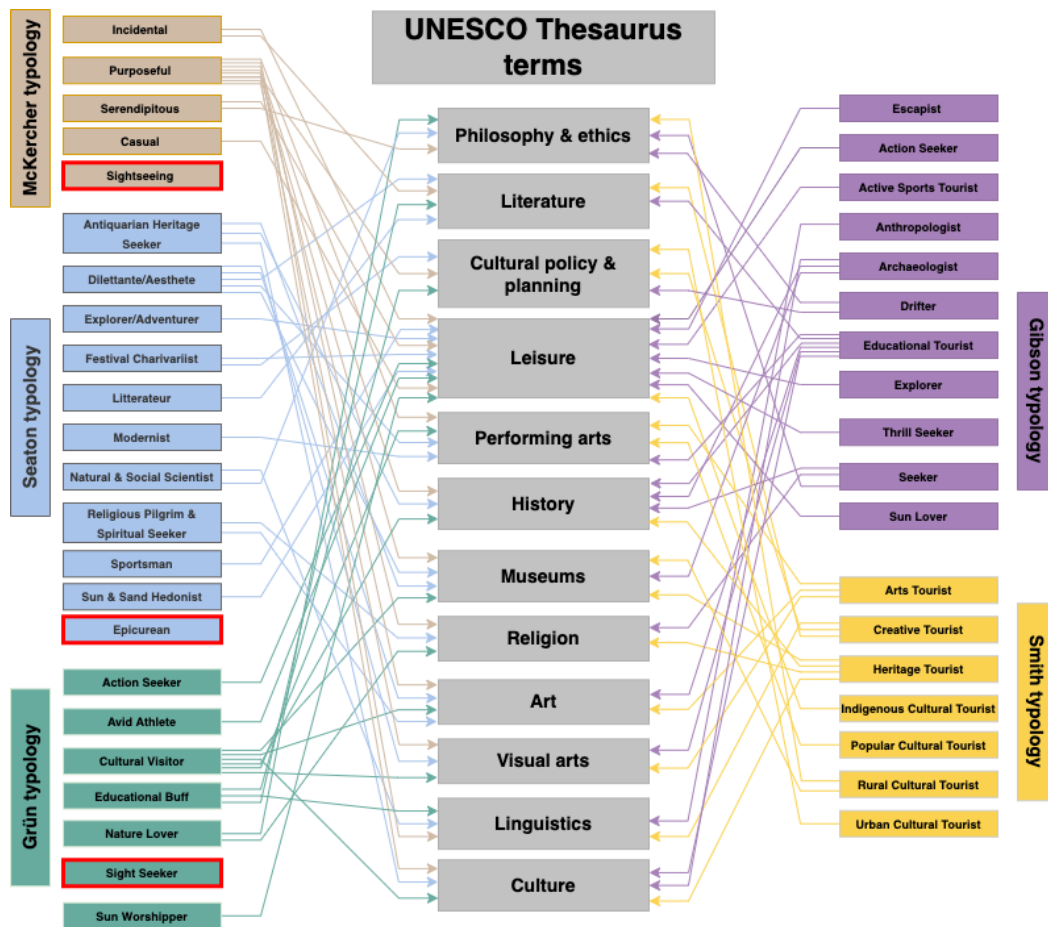 UNESCO Thesaurus
terms
McKercher typology
Incidental
Purposeful
Serendipitous
Casual
Sightseeing
Seaton typology
Antiquarian Heritage
Seeker
Dilettante/Aesthete
Explorer/Adventurer
Festival Charivariist
Litterateur
Modernist
Natural & Social Scientist
Religious Pilgrim &
Spiritual Seeker
Sportsman
Sun & Sand Hedonist
Epicurean
Grün typology
Action Seeker
Avid Athlete
Cultural Visitor
Educational Buff
Nature Lover
Sight Seeker
Sun Worshipper
Philosophy & ethics
Literature
Cultural policy &
planning
Leisure
Performing arts
History
Museums
Religion
Art
Visual arts
Linguistics
Culture
Escapist
Action Seeker
Active Sports Tourist
Anthropologist
Archaeologist
Drifter
Educational Tourist
Explorer
Thrill Seeker
Seeker
Sun Lover
Gibson typology
Arts Tourist
Creative Tourist
Heritage Tourist
Indigenous Cultural Tourist
Popular Cultural Tourist
Rural Cultural Tourist
Urban Cultural Tourist
Smith typology